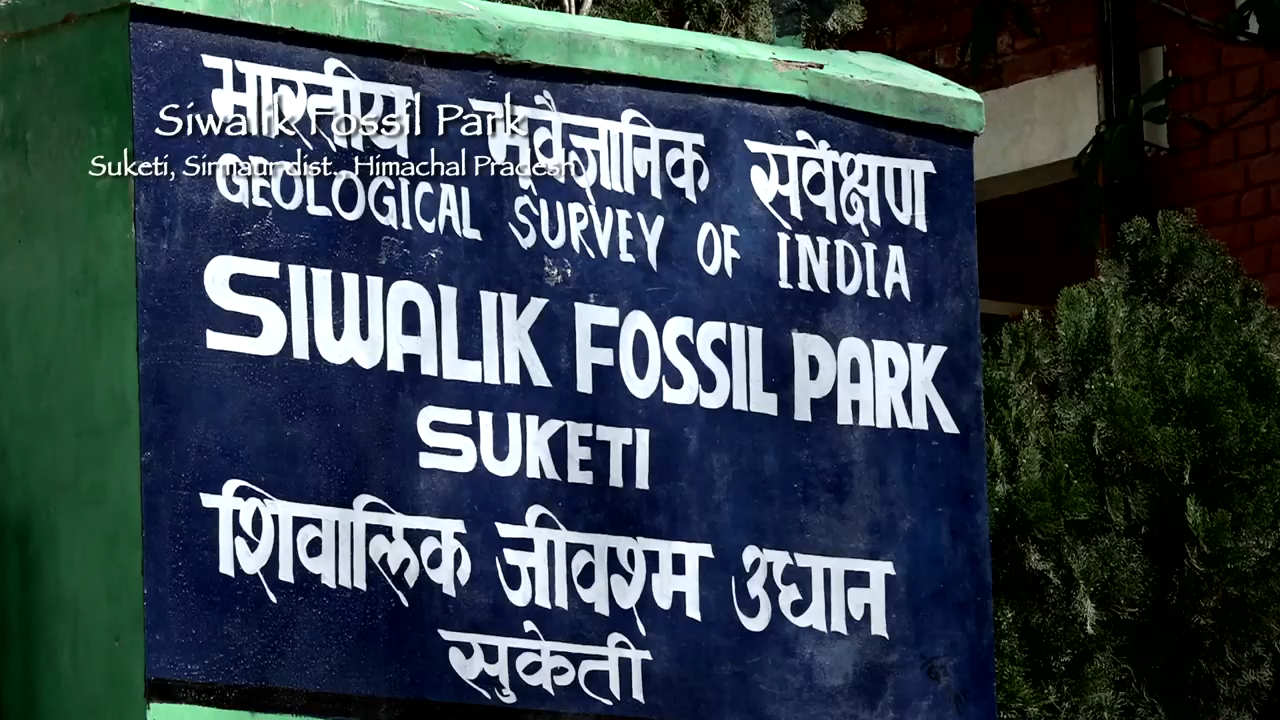 Siwalik Fossil Park
Suketi, Sirmaur dist., Himachal Pradesh
भारतीय भूवैज्ञानिक सर्वेक्षण
GEOLOGICAL SURVEY OF INDIA
SIWALIK FOSSIL PARK
SUKETI
शिवालिक जीवश्म उधान
सुकेती